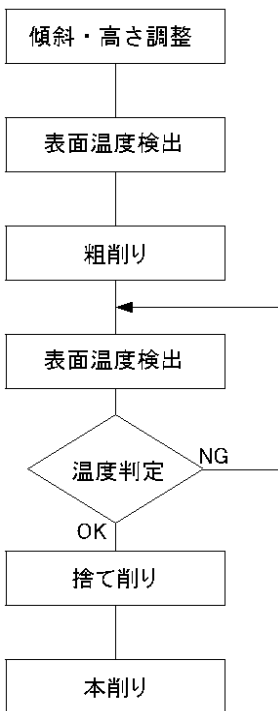 傾斜・高さ調整
表面温度検出
粗削り
表面温度検出
温度判定
NG
OK
捨て削り
本削り